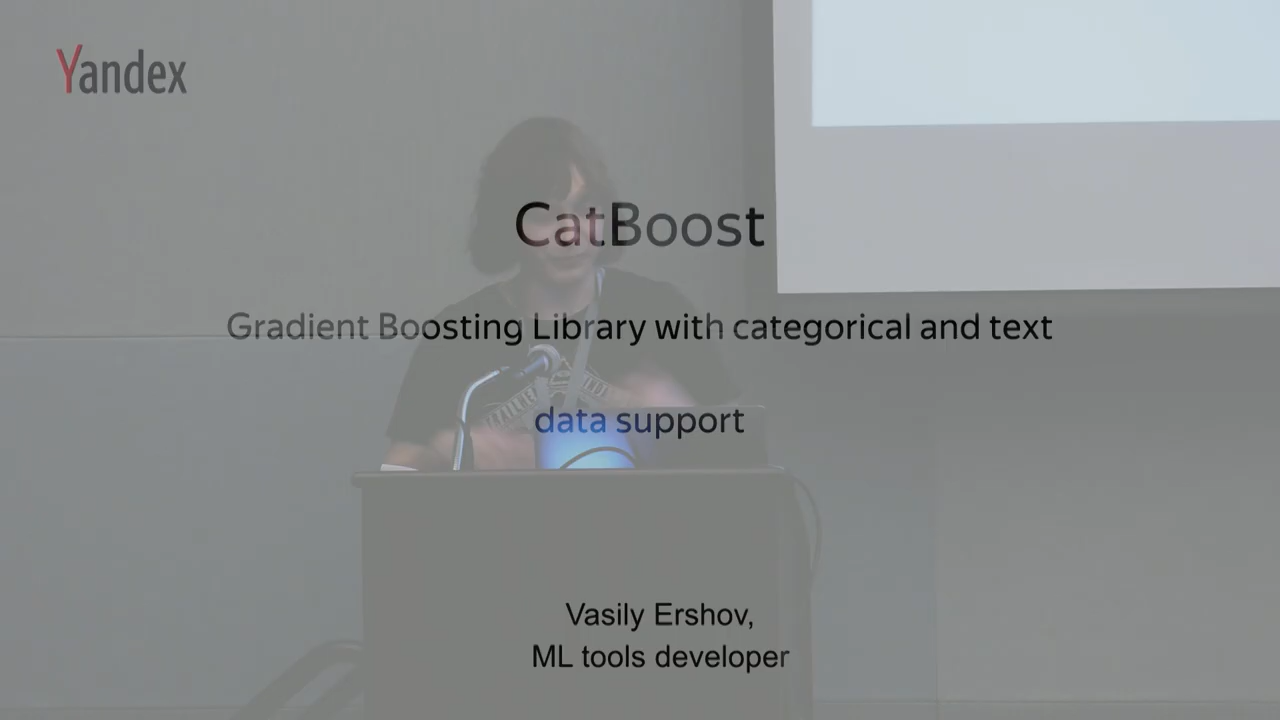 Yandex
CatBoost
Gradient Boosting Library with categorical and text
data support
Vasily Ershov,
ML tools developer